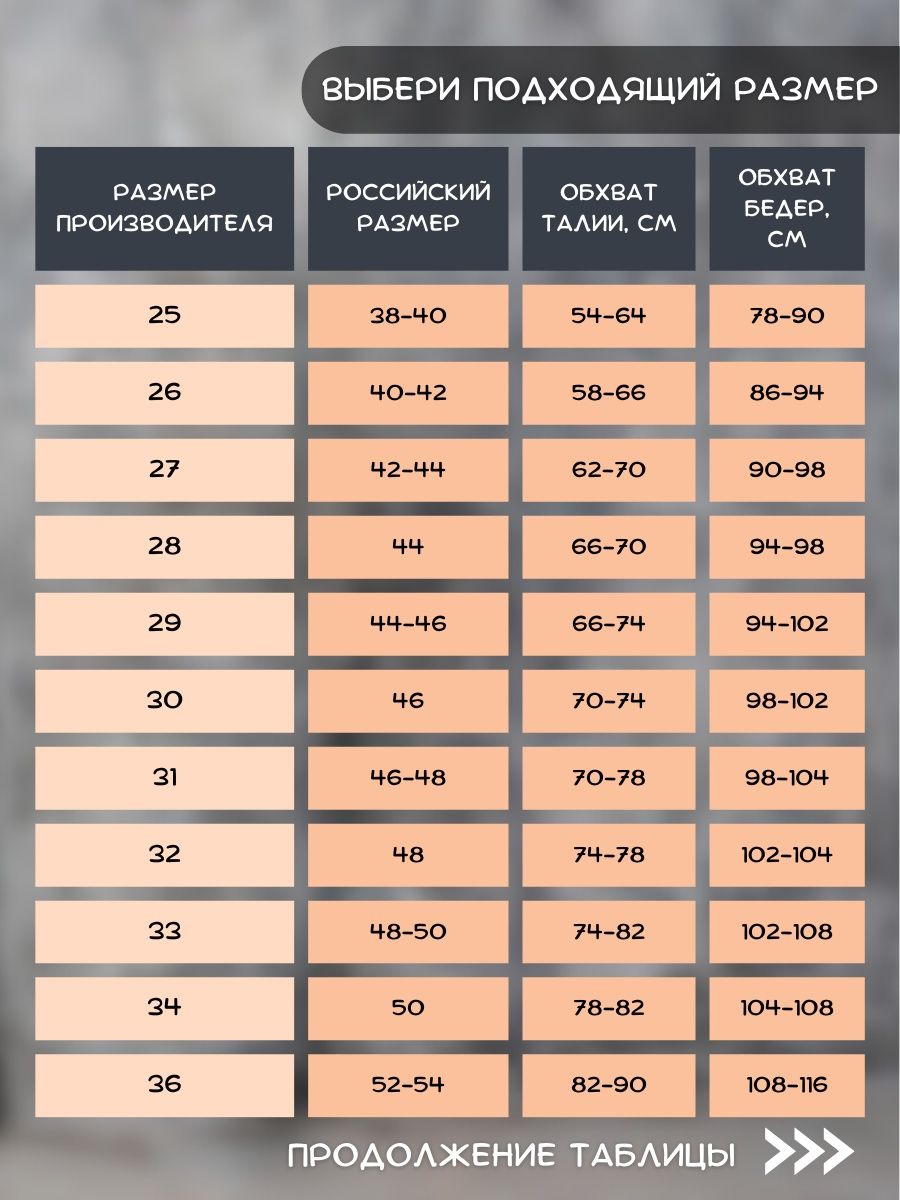 ВЫБЕРИ ПОДХОДЯЩИЙ РАЗМЕР
РАЗМЕР ПРОИЗВОДИТЕЛЯ РОССИЙСКИЙ РАЗМЕР ОБХВАТ ТАЛИИ, СМ ОБХВАТ БЕДЕР, СМ
25 38-40 54-64 78-90
26 40-42 58-66 86-94
27 42-44 62-70 90-98
28 44 66-70 94-98
29 44-46 66-74 94-102
30 46 70-74 98-102
31 46-48 70-78 98-104
32 48 74-78 102-104
33 48-50 74-82 102-108
34 50 78-82 104-108
36 52-54 82-90 108-116
ПРОДОЛЖЕНИЕ ТАБЛИЦЫ